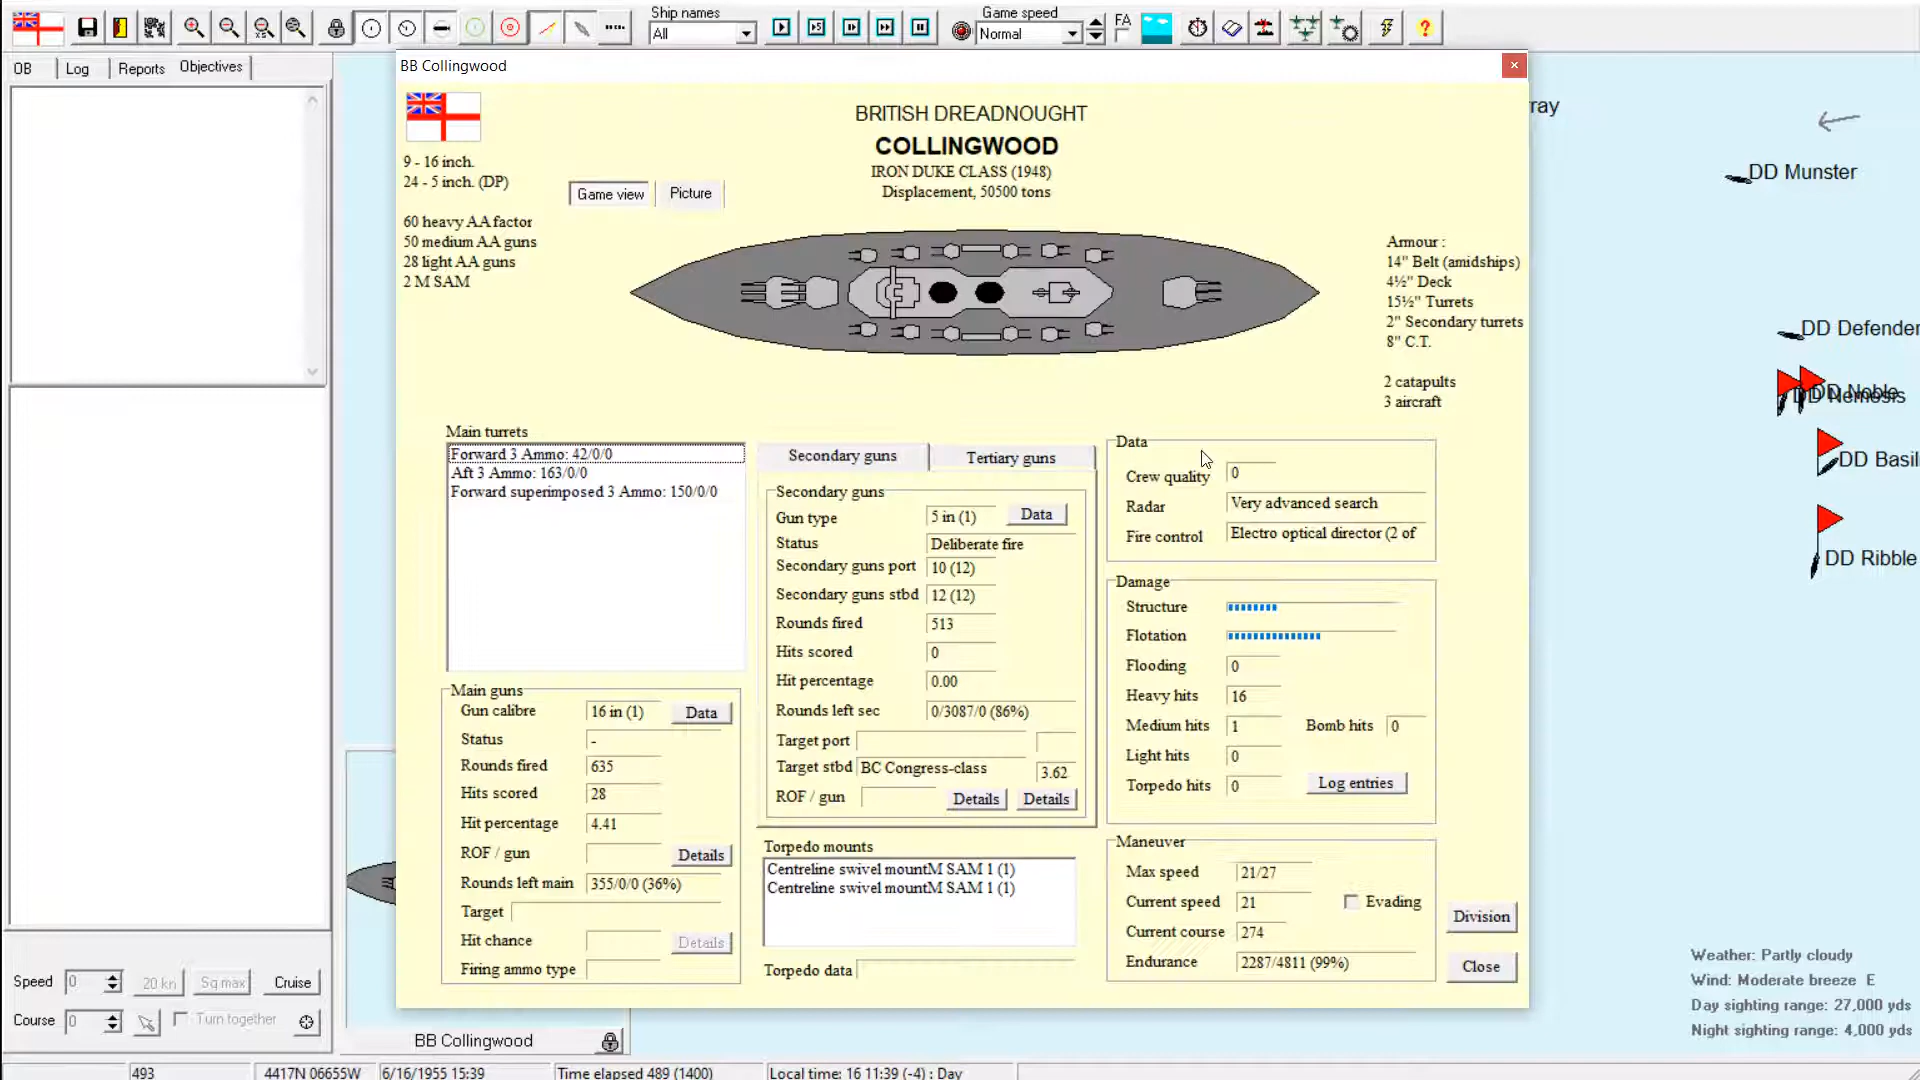 Ship names
All
Game speed
Normal
FA
OB
Log
Reports
Objectives
BB Collingwood
BRITISH DREADNOUGHT
COLLINGWOOD
IRON DUKE CLASS (1948)
Displacement, 50500 tons
9 - 16 inch.
24 - 5 inch. (DP)
60 heavy AA factor
50 medium AA guns
28 light AA guns
2 M SAM
Game view
Picture
Armour :
14" Belt (amidships)
4½" Deck
15½" Turrets
2" Secondary turrets
8" C.T.
2 catapults
3 aircraft
Main turrets
Forward 3 Ammo: 42/0/0
Aft 3 Ammo: 163/0/0
Forward superimposed 3 Ammo: 150/0/0
Main guns
Gun calibre 16 in (1) Data
Status -
Rounds fired 635
Hits scored 28
Hit percentage 4.41
ROF / gun Details
Rounds left main 355/0/0 (36%)
Target
Hit chance Details
Firing ammo type
Secondary guns
Tertiary guns
Secondary guns
Gun type 5 in (1) Data
Status Deliberate fire
Secondary guns port 10 (12)
Secondary guns stbd 12 (12)
Rounds fired 513
Hits scored 0
Hit percentage 0.00
Rounds left sec 0/3087/0 (86%)
Target port
Target stbd BC Congress-class 3.62
ROF / gun Details Details
Torpedo mounts
Centreline swivel mountM SAM 1 (1)
Centreline swivel mountM SAM 1 (1)
Torpedo data
Data
Crew quality 0
Radar Very advanced search
Fire control Electro optical director (2 of
Damage
Structure
Flotation
Flooding 0
Heavy hits 16
Medium hits 1 Bomb hits 0
Light hits 0
Torpedo hits 0 Log entries
Maneuver
Max speed 21/27
Current speed 21 Evading
Current course 274
Endurance 2287/4811 (99%)
Division
Close
ray
DD Munster
DD Defender
DD Noble
DD Nemosis
DD Basil
DD Ribble
Weather: Partly cloudy
Wind: Moderate breeze E
Day sighting range: 27,000 yds
Night sighting range: 4,000 yds
Speed 0 20 kn Sq max Cruise
Course 0 Turn together
BB Collingwood
493
4417N 06655W
6/16/1955 15:39
Time elapsed 489 (1400)
Local time: 16 11:39 (-4) : Day